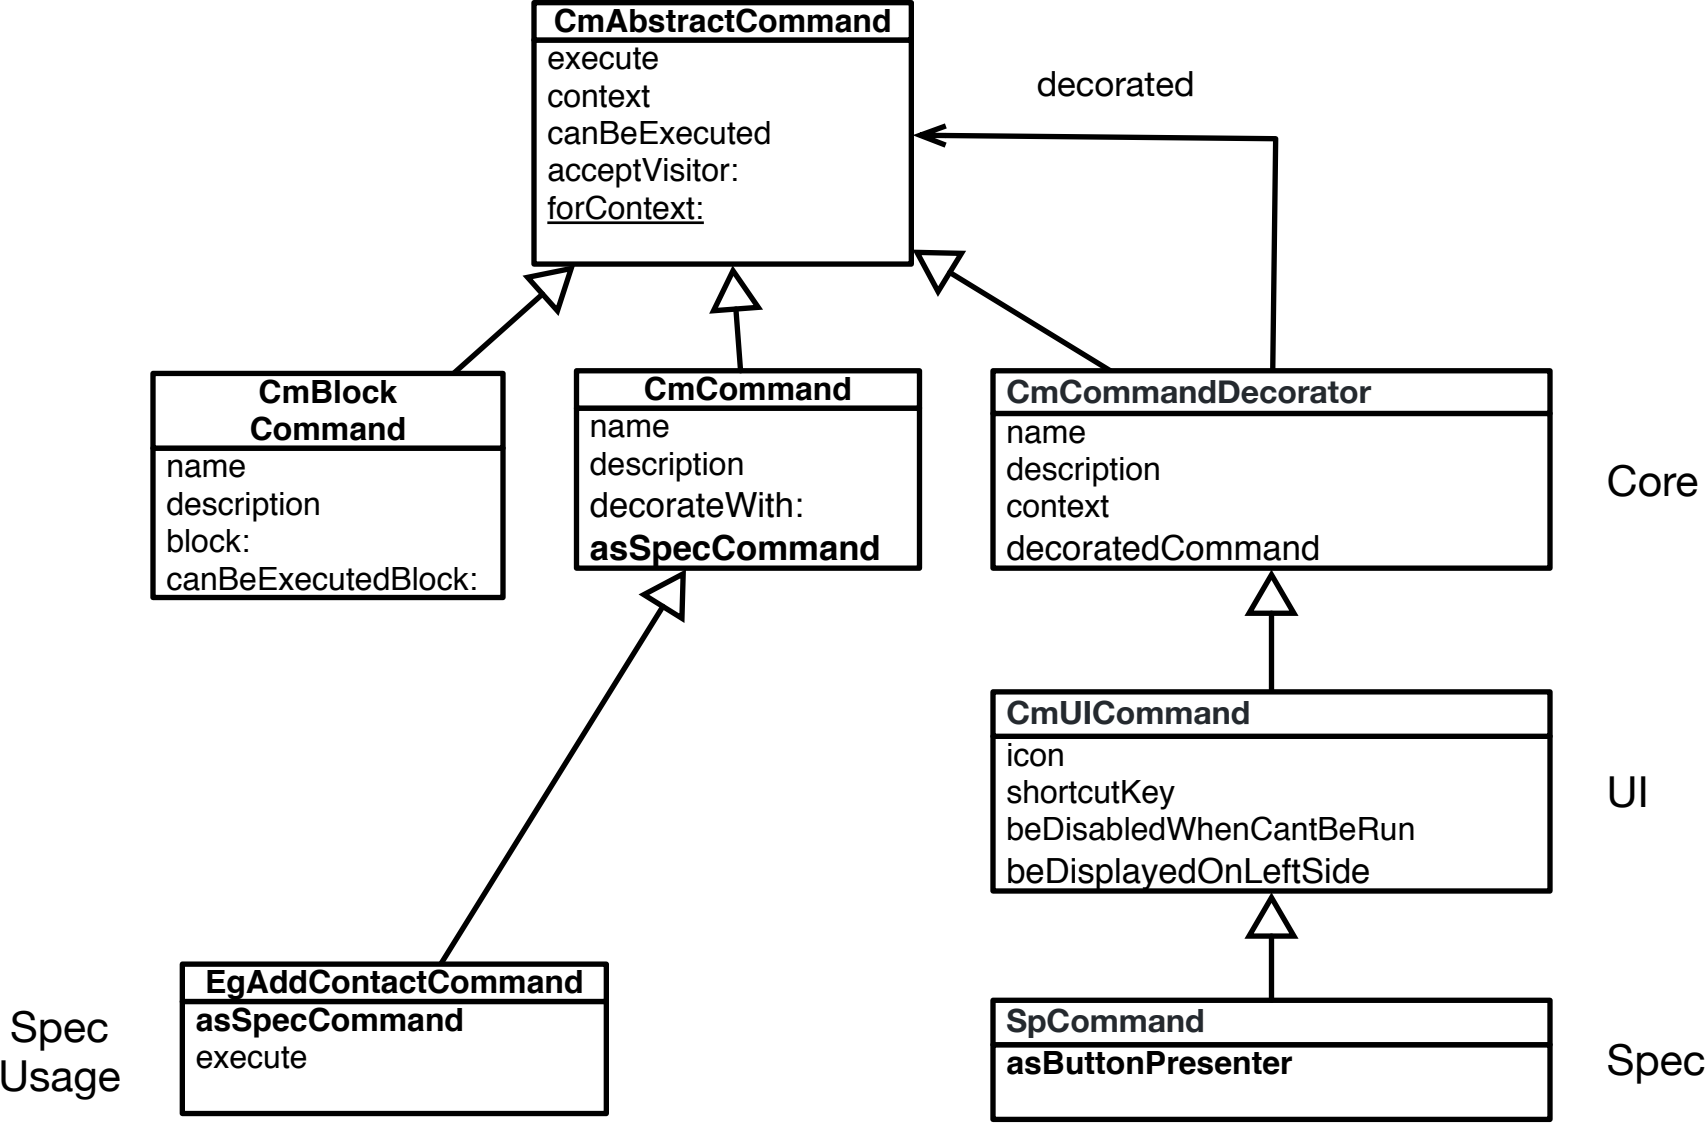 CmAbstractCommand
execute
context
canBeExecuted
acceptVisitor:
forContext:
decorated
CmBlock
Command
name
description
block:
canBeExecutedBlock:
CmCommand
name
description
decorateWith:
asSpecCommand
CmCommandDecorator
name
description
context
decoratedCommand
Core
CmUICommand
icon
shortcutKey
beDisabledWhenCantBeRun
beDisplayedOnLeftSide
UI
Spec
Usage
EgAddContactCommand
asSpecCommand
execute
SpCommand
asButtonPresenter
Spec